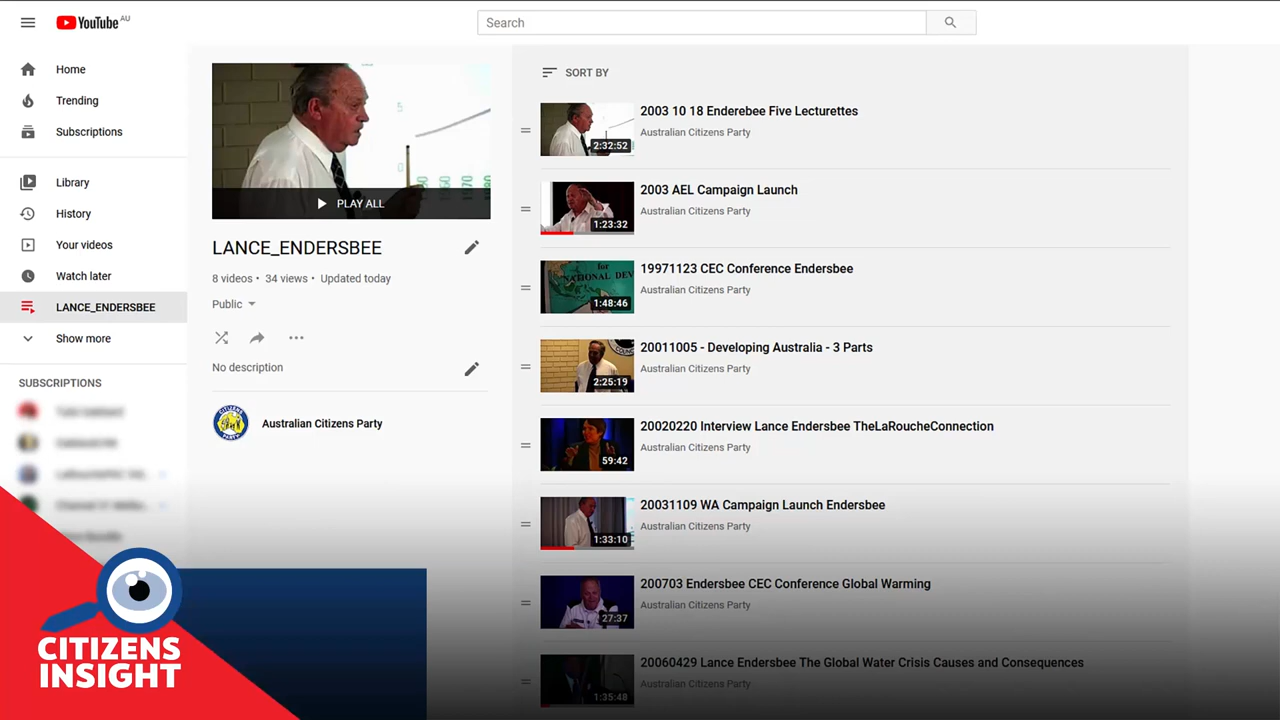 YouTube AU
Search
Home
Trending
Subscriptions
Library
History
Your videos
Watch later
LANCE_ENDERSBEE
Show more
SUBSCRIPTIONS
PLAY ALL
LANCE_ENDERSBEE
8 videos • 34 views • Updated today
Public
No description
Australian Citizens Party
CITIZENS
PARTY
SORT BY
2003 10 18 Enderebee Five Lecturettes
Australian Citizens Party
2:32:52
2003 AEL Campaign Launch
Australian Citizens Party
1:23:32
19971123 CEC Conference Endersbee
Australian Citizens Party
for
NATIONAL DEV
1:48:46
20011005 - Developing Australia - 3 Parts
Australian Citizens Party
2:25:19
20020220 Interview Lance Endersbee TheLaRoucheConnection
Australian Citizens Party
59:42
20031109 WA Campaign Launch Endersbee
Australian Citizens Party
1:33:10
200703 Endersbee CEC Conference Global Warming
Australian Citizens Party
27:37
20060429 Lance Endersbee The Global Water Crisis Causes and Consequences
Australian Citizens Party
1:35:48
CITIZENS
INSIGHT